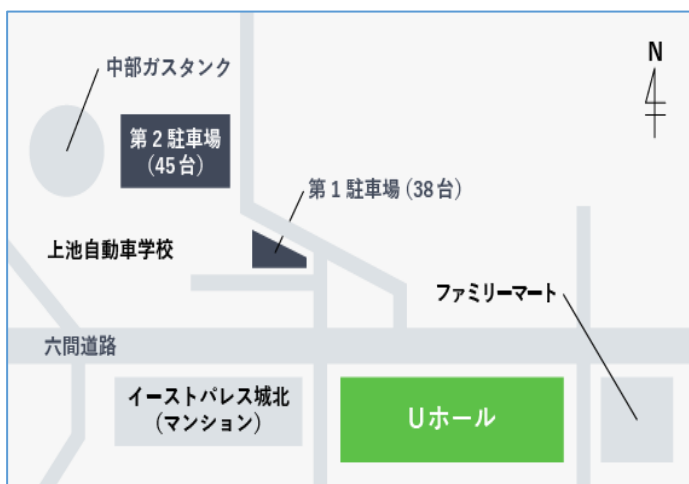 中部ガスタンク
N
第2駐車場
(45台)
第1駐車場 (38台)
上池自動車学校
ファミリーマート
六間道路
イーストパレス城北
(マンション)
Uホール